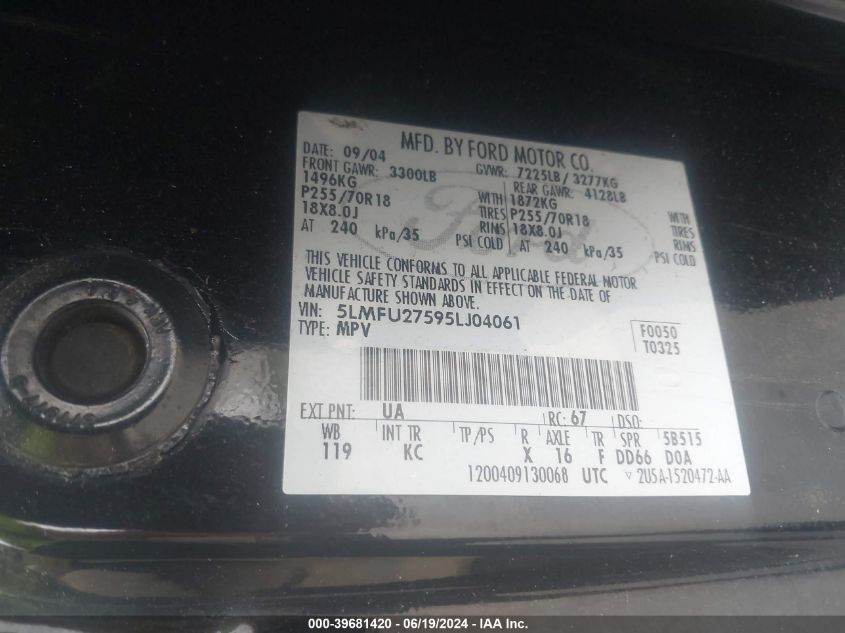 MFD. BY FORD MOTOR CO.
DATE: 09/04 GVWR: 7225LB / 3277KG
FRONT GAWR: 3300LB REAR GAWR: 4128LB
1496KG WITH 1872KG WITH
P255/70R18 TIRES P255/70R18 TIRES
18X8.0J RIMS 18X8.0J RIMS
AT 240 kPa/35 PSI COLD AT 240 kPa/35 PSI COLD
Ford
THIS VEHICLE CONFORMS TO ALL APPLICABLE FEDERAL MOTOR
VEHICLE SAFETY STANDARDS IN EFFECT ON THE DATE OF
MANUFACTURE SHOWN ABOVE.
VIN: 5LMFU27595LJ04061
TYPE: MPV
F0050
T0325
EXT PNT: UA RC: 67 DSO:
WB INT TR TP/PS R AXLE TR SPR 5B515
119 KC X 16 F DD66 D0A
1200409130068 UTC ▽ 2U5A-1520472-AA
000-39681420 / 06/19/2024 / IAA Inc.